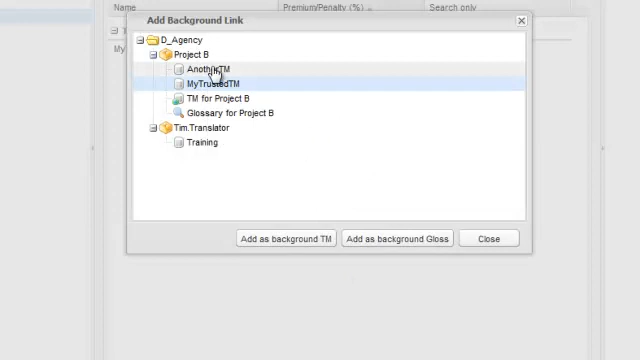 Name Premium/Penalty (%) Search only
Add Background Link
D_Agency
Project B
AnotherTM
MyTrustedTM
TM for Project B
Glossary for Project B
Tim.Translator
Training
My
Add as background TM Add as background Gloss Close